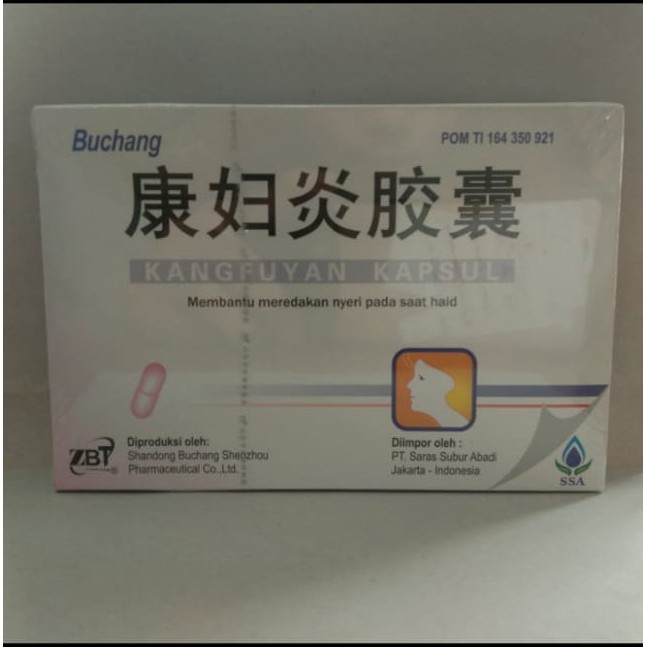 Buchang
POM TI 164 350 921
康妇炎胶囊
KANGFUYAN KAPSUL
Membantu meredakan nyeri pada saat haid
ZBT®
Diproduksi oleh:
Shandong Buchang Shenzhou
Pharmaceutical Co.,Ltd.
Diimpor oleh :
PT. Saras Subur Abadi
Jakarta - Indonesia
SSA